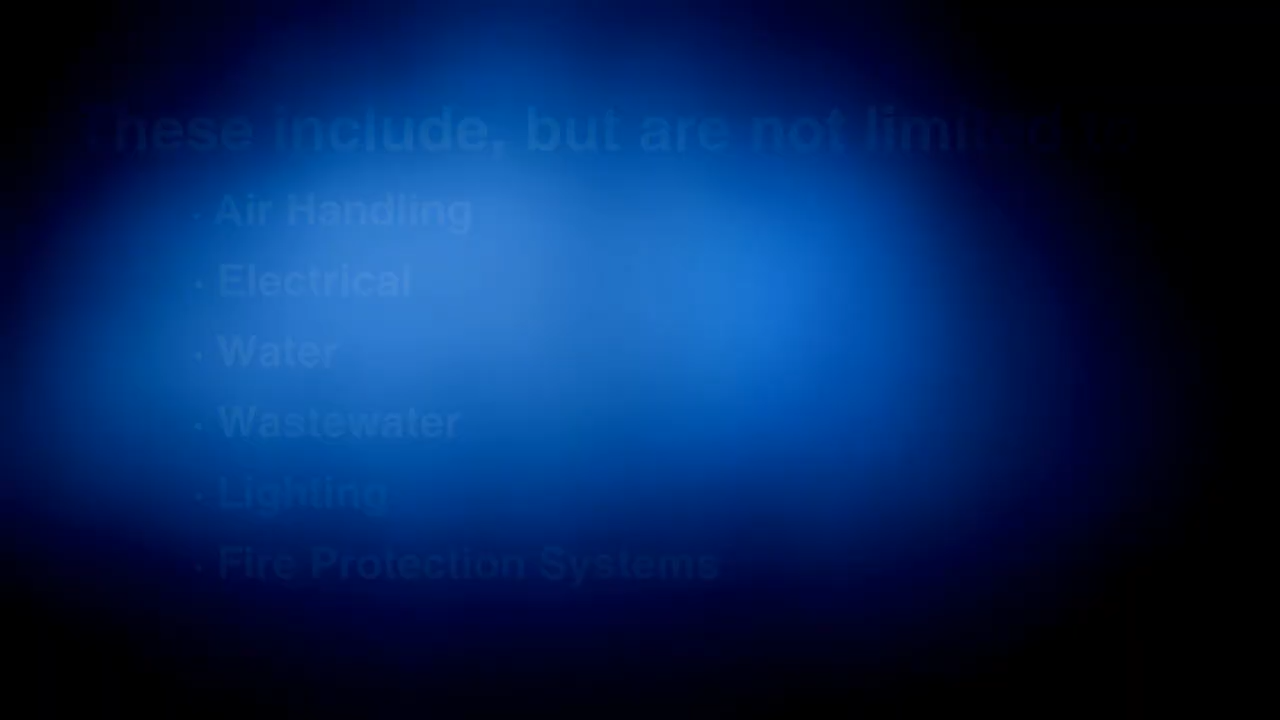 These include, but are not limited to
· Air Handling
· Electrical
· Water
· Wastewater
· Lighting
· Fire Protection Systems